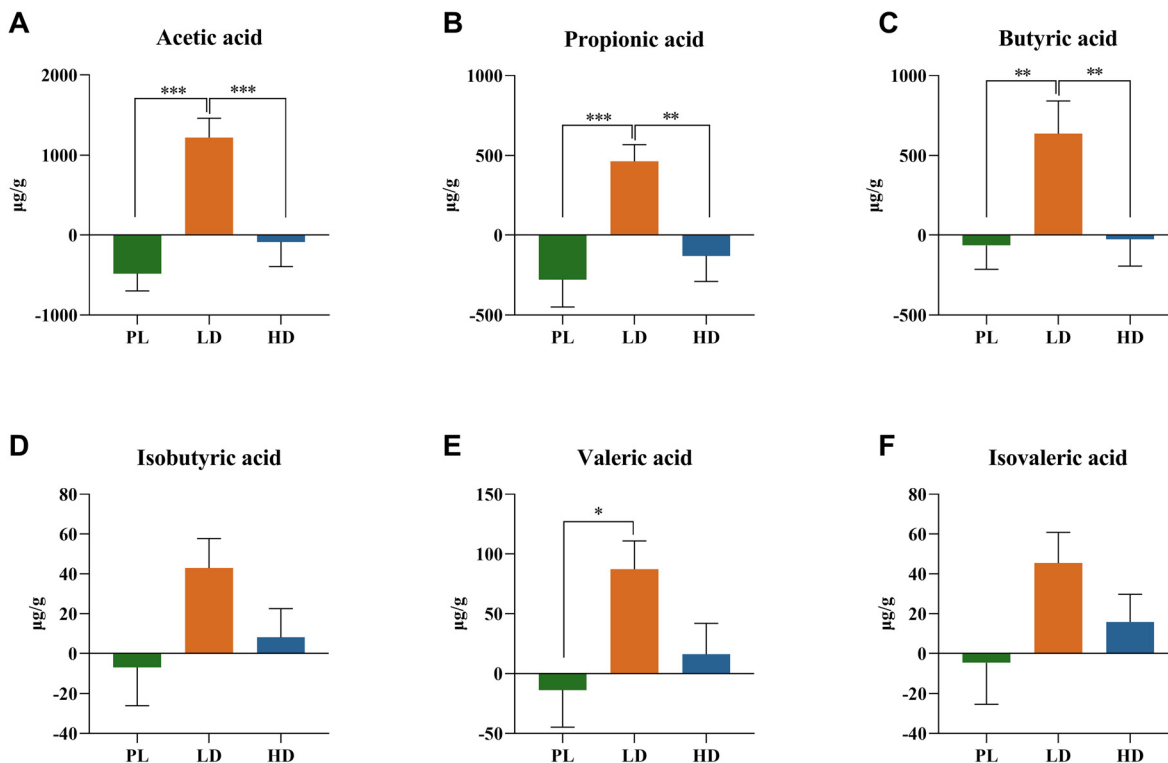 A
Acetic acid
2000
1000
0
-1000
µg/g
***
***
PL
LD
HD
B
Propionic acid
1000
500
0
-500
***
**
PL
LD
HD
C
Butyric acid
1000
500
0
-500
µg/g
**
**
PL
LD
HD
D
Isobutyric acid
80
60
40
20
0
-20
-40
µg/g
PL
LD
HD
E
Valeric acid
150
100
50
0
-50
µg/g
*
PL
LD
HD
F
Isovaleric acid
80
60
40
20
0
-20
-40
µg/g
PL
LD
HD